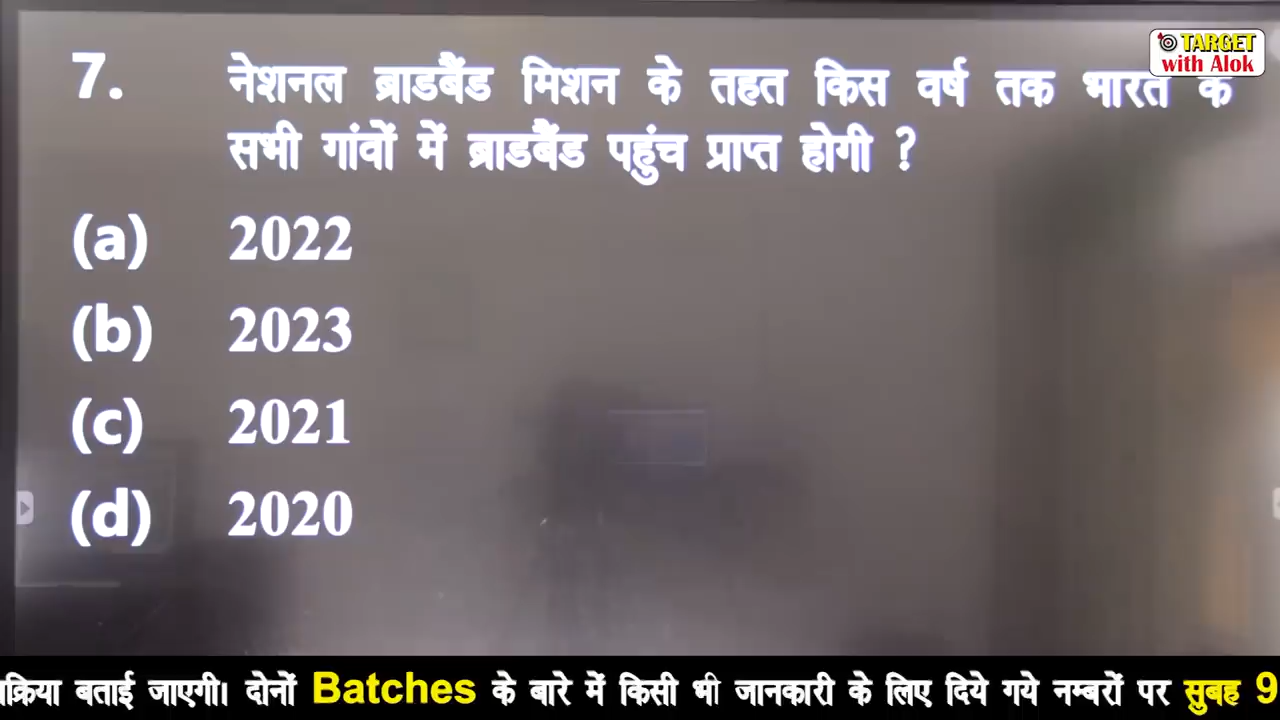 TARGET
with Alok
7. नेशनल ब्राडबैंड मिशन के तहत किस वर्ष तक भारत के
सभी गांवों में ब्राडबैंड पहुंच प्राप्त होगी ?
(a) 2022
(b) 2023
(c) 2021
(d) 2020
क्रिया बताई जाएगी। दोनों Batches के बारे में किसी भी जानकारी के लिए दिये गये नम्बरों पर सुबह 9